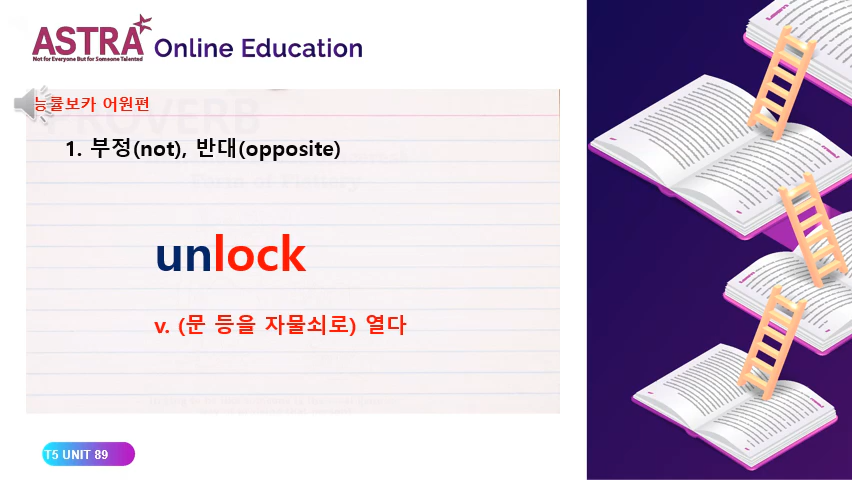 ASTRA
Not for Everyone But for Someone Talented
Online Education
능률보카 어원편
PROVERB
1. 부정(not), 반대(opposite)
unlock
v. (문 등을 자물쇠로) 열다
T5 UNIT 89